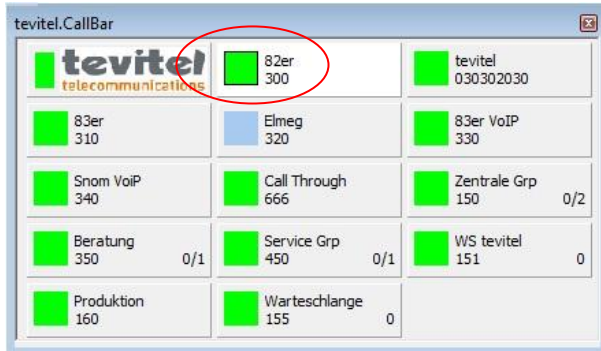 tevitel.CallBar
tevitel
telecommunications
82er
300
tevitel
030302030
83er
310
Elmeg
320
83er VoIP
330
Snom VoiP
340
Call Through
666
Zentrale Grp
150 0/2
Beratung
350 0/1
Service Grp
450 0/1
WS tevitel
151 0
Produktion
160
Warteschlange
155 0